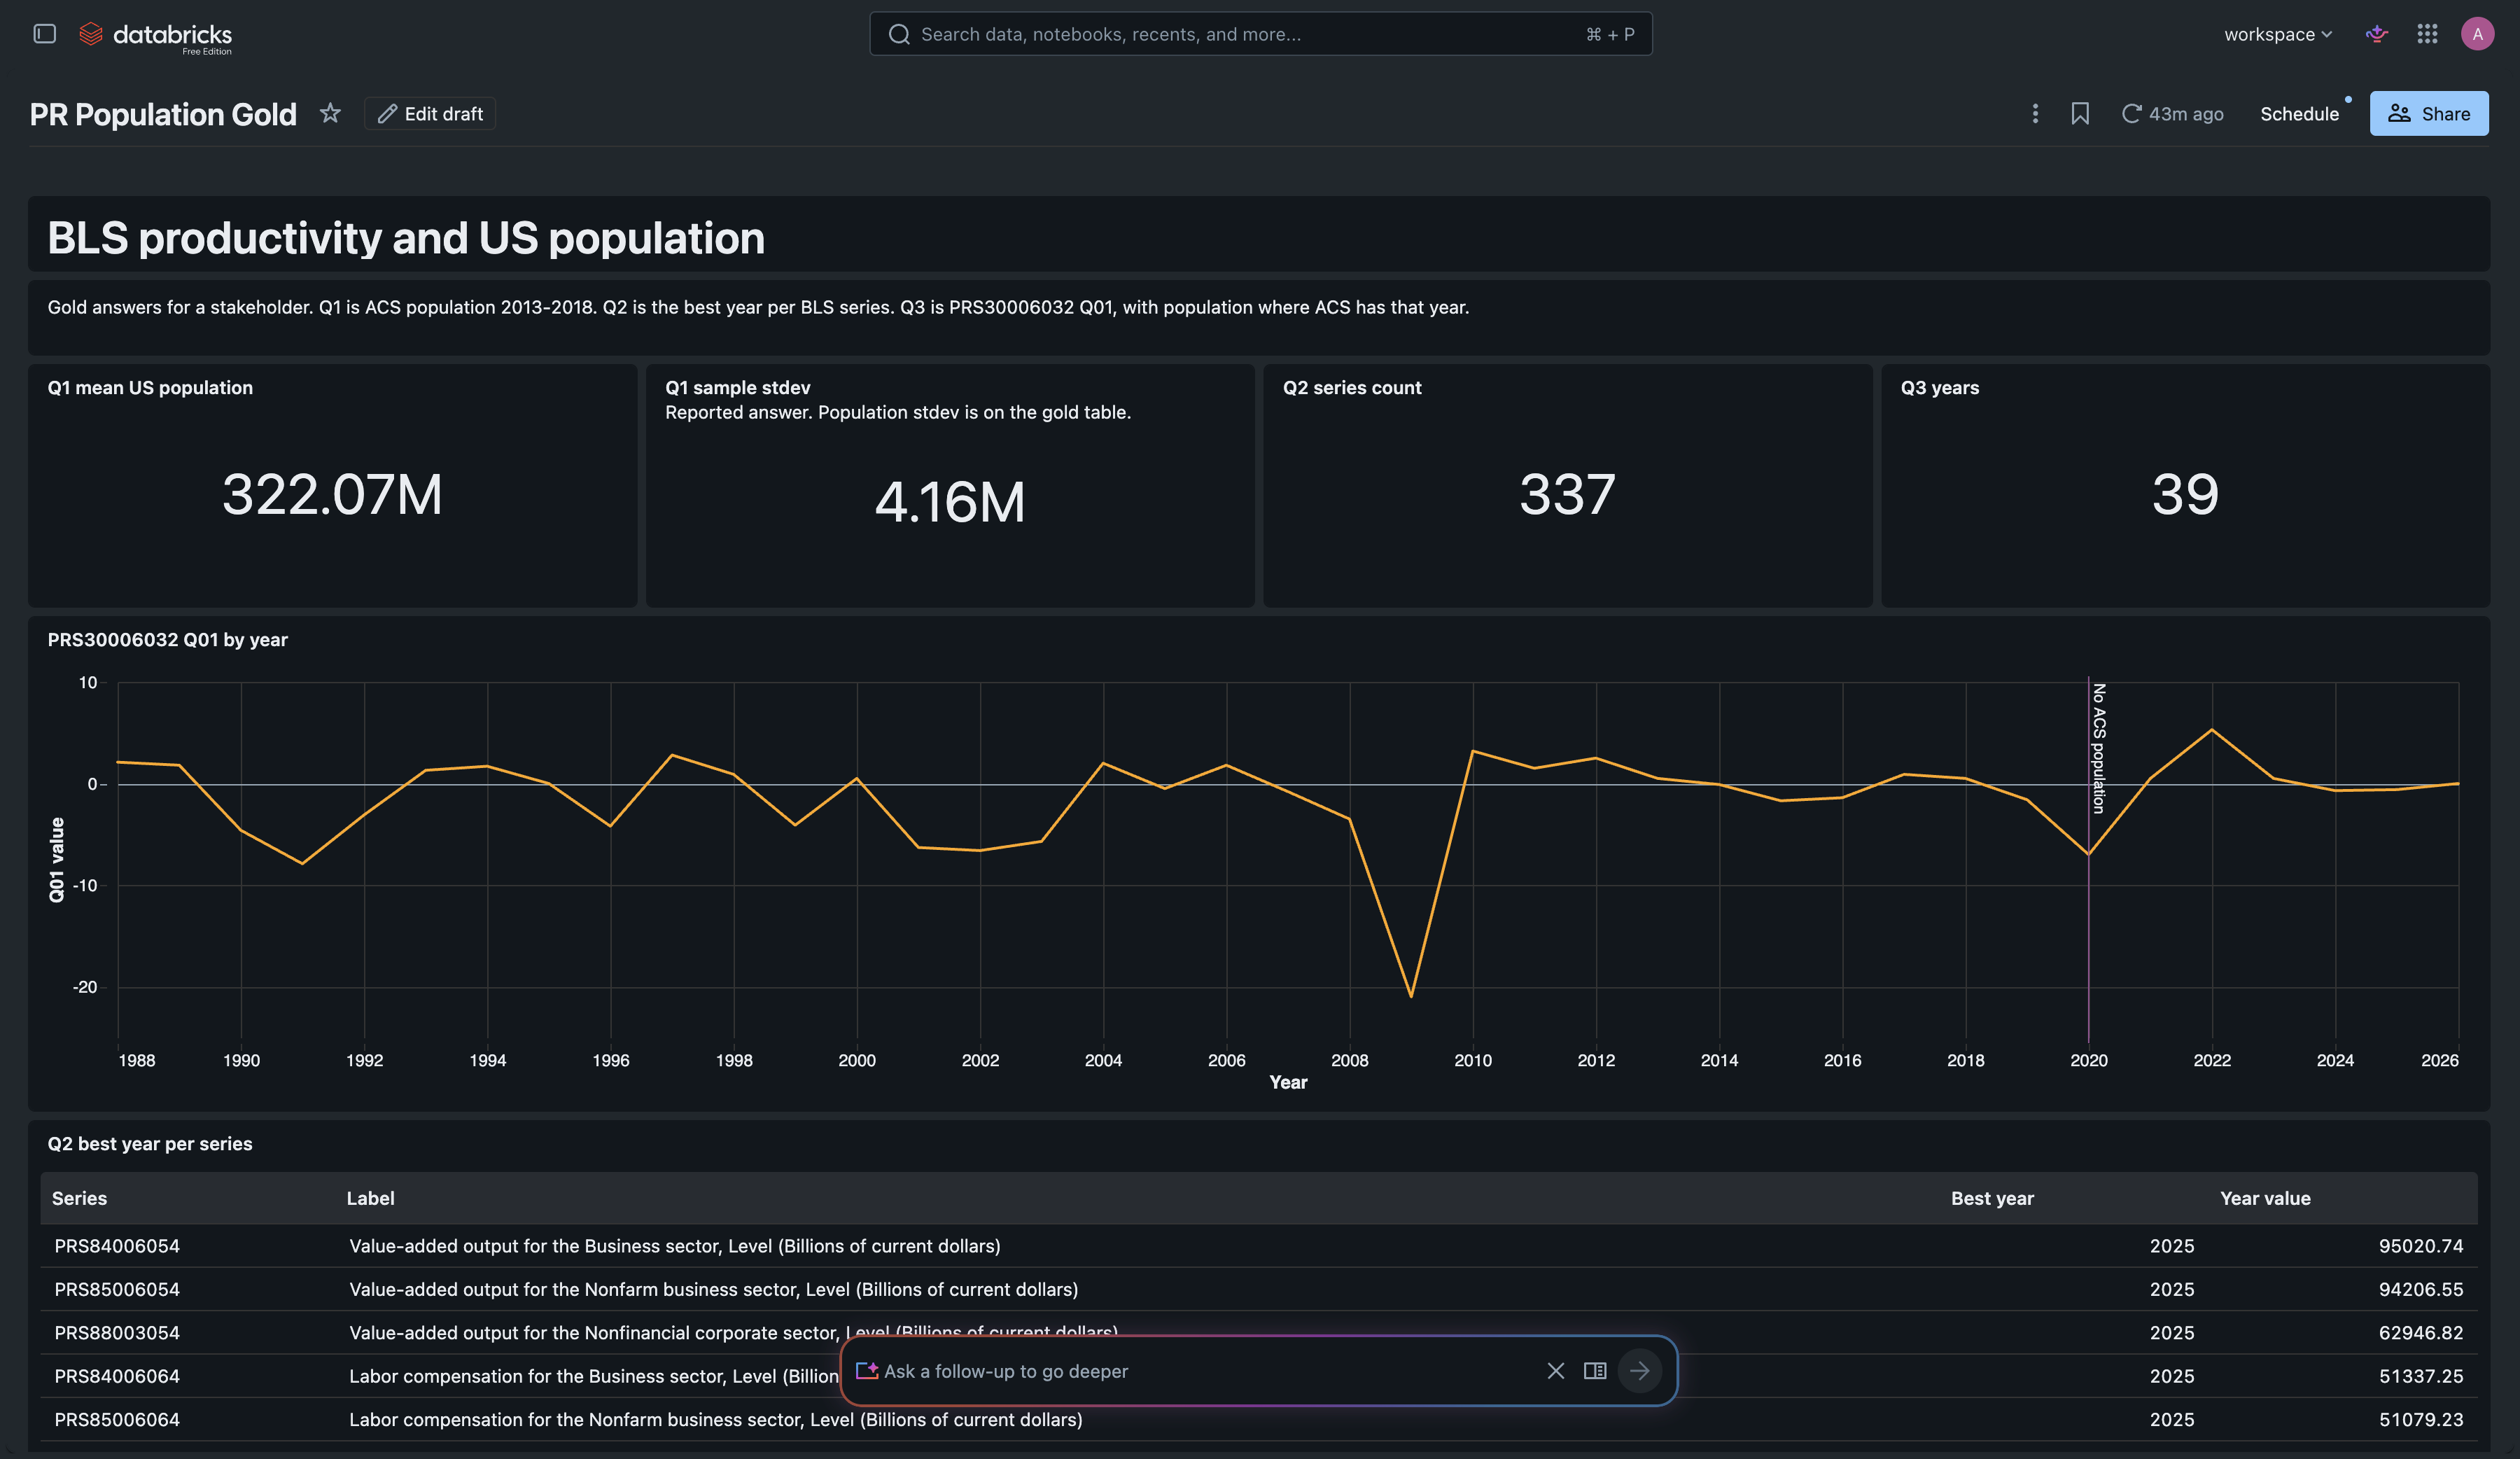 databricks
Free Edition
Search data, notebooks, recents, and more...
⌘ + P
workspace
A
PR Population Gold
Edit draft
43m ago
Schedule
Share
BLS productivity and US population
Gold answers for a stakeholder. Q1 is ACS population 2013-2018. Q2 is the best year per BLS series. Q3 is PRS30006032 Q01, with population where ACS has that year.
Q1 mean US population
322.07M
Q1 sample stdev
Reported answer. Population stdev is on the gold table.
4.16M
Q2 series count
337
Q3 years
39
PRS30006032 Q01 by year
10
0
-10
-20
Q01 value
No ACS population
1988 1990 1992 1994 1996 1998 2000 2002 2004 2006 2008 2010 2012 2014 2016 2018 2020 2022 2024 2026
Year
Q2 best year per series
Series Label Best year Year value
PRS84006054 Value-added output for the Business sector, Level (Billions of current dollars) 2025 95020.74
PRS85006054 Value-added output for the Nonfarm business sector, Level (Billions of current dollars) 2025 94206.55
PRS88003054 Value-added output for the Nonfinancial corporate sector, Level (Billions of current dollars) 2025 62946.82
PRS84006064 Labor compensation for the Business sector, Level (Billion 2025 51337.25
Ask a follow-up to go deeper
PRS85006064 Labor compensation for the Nonfarm business sector, Level (Billions of current dollars) 2025 51079.23